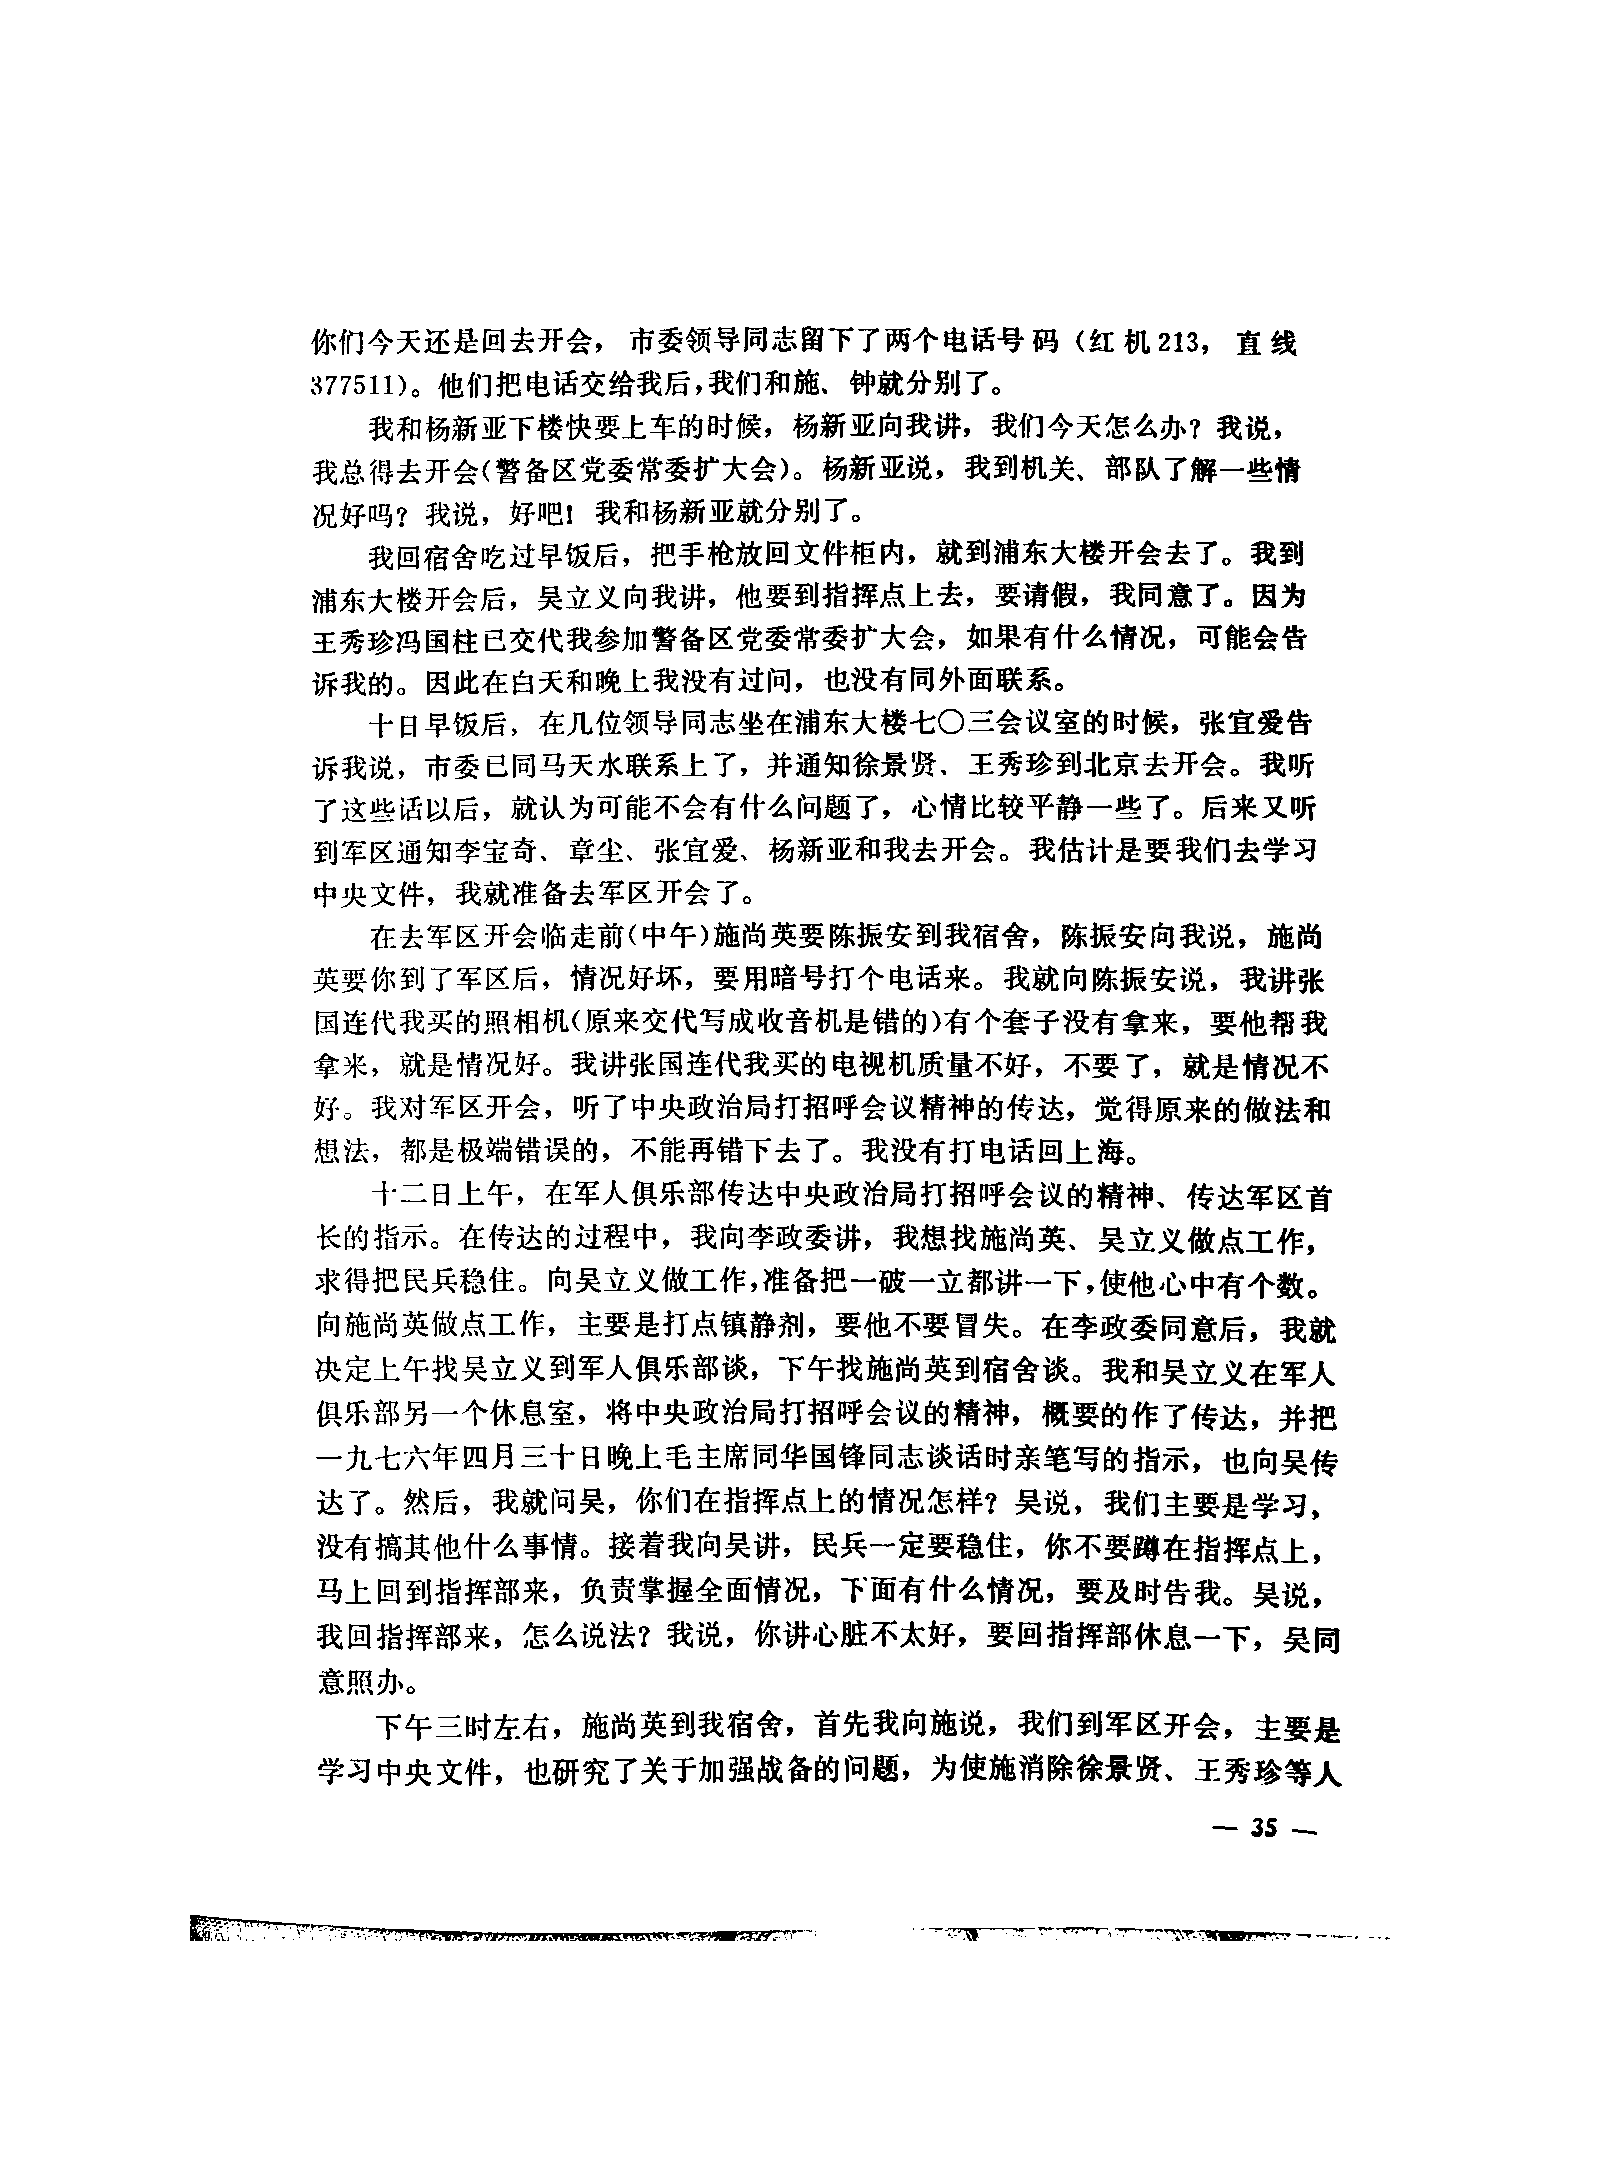 你们今天还是回去开会，市委领导同志留下了两个电话号码（红机213，直线
377511）。他们把电话交给我后，我们和施、钟就分别了。
我和杨新亚下楼快要上车的时候，杨新亚向我讲，我们今天怎么办？我说，
我总得去开会（警备区党委常委扩大会）。杨新亚说，我到机关、部队了解一些情
况好吗？我说，好吧！我和杨新亚就分别了。
我回宿舍吃过早饭后，把手枪放回文件柜内，就到浦东大楼开会去了。我到
浦东大楼开会后，吴立义向我讲，他要到指挥点上去，要请假，我同意了。因为
王秀珍冯国柱已交代我参加警备区党委常委扩大会，如果有什么情况，可能会告
诉我的。因此在白天和晚上我没有过问，也没有同外面联系。
十日早饭后，在几位领导同志坐在浦东大楼七〇三会议室的时候，张宜爱告
诉我说，市委已同马天水联系上了，并通知徐景贤、王秀珍到北京去开会。我听
了这些话以后，就认为可能不会有什么问题了，心情比较平静一些了。后来又听
到军区通知李宝奇、章尘、张宜爱、杨新亚和我去开会。我估计是要我们去学习
中央文件，我就准备去军区开会了。
在去军区开会临走前（中午）施尚英要陈振安到我宿舍，陈振安向我说，施尚
英要你到了军区后，情况好坏，要用暗号打个电话来。我就向陈振安说，我讲张
国连代我买的照相机（原来交代写成收音机是错的）有个套子没有拿来，要他帮我
拿来，就是情况好。我讲张国连代我买的电视机质量不好，不要了，就是情况不
好。我对军区开会，听了中央政治局打招呼会议精神的传达，觉得原来的做法和
想法，都是极端错误的，不能再错下去了。我没有打电话回上海。
十二日上午，在军人俱乐部传达中央政治局打招呼会议的精神、传达军区首
长的指示。在传达的过程中，我向李政委讲，我想找施尚英、吴立义做点工作，
求得把民兵稳住。向吴立义做工作，准备把一破一立都讲一下，使他心中有个数。
向施尚英做点工作，主要是打点镇静剂，要他不要冒失。在李政委同意后，我就
决定上午找吴立义到军人俱乐部谈，下午找施尚英到宿舍谈。我和吴立义在军人
俱乐部另一个休息室，将中央政治局打招呼会议的精神，概要的作了传达，并把
一九七六年四月三十日晚上毛主席同华国锋同志谈话时亲笔写的指示，也向吴传
达了。然后，我就问吴，你们在指挥点上的情况怎样？吴说，我们主要是学习，
没有搞其他什么事情。接着我向吴讲，民兵一定要稳住，你不要蹲在指挥点上，
马上回到指挥部来，负责掌握全面情况，下面有什么情况，要及时告我。吴说，
我回指挥部来，怎么说法？我说，你讲心脏不太好，要回指挥部休息一下，吴同
意照办。
下午三时左右，施尚英到我宿舍，首先我向施说，我们到军区开会，主要是
学习中央文件，也研究了关于加强战备的问题，为使施消除徐景贤、王秀珍等人
— 35 —